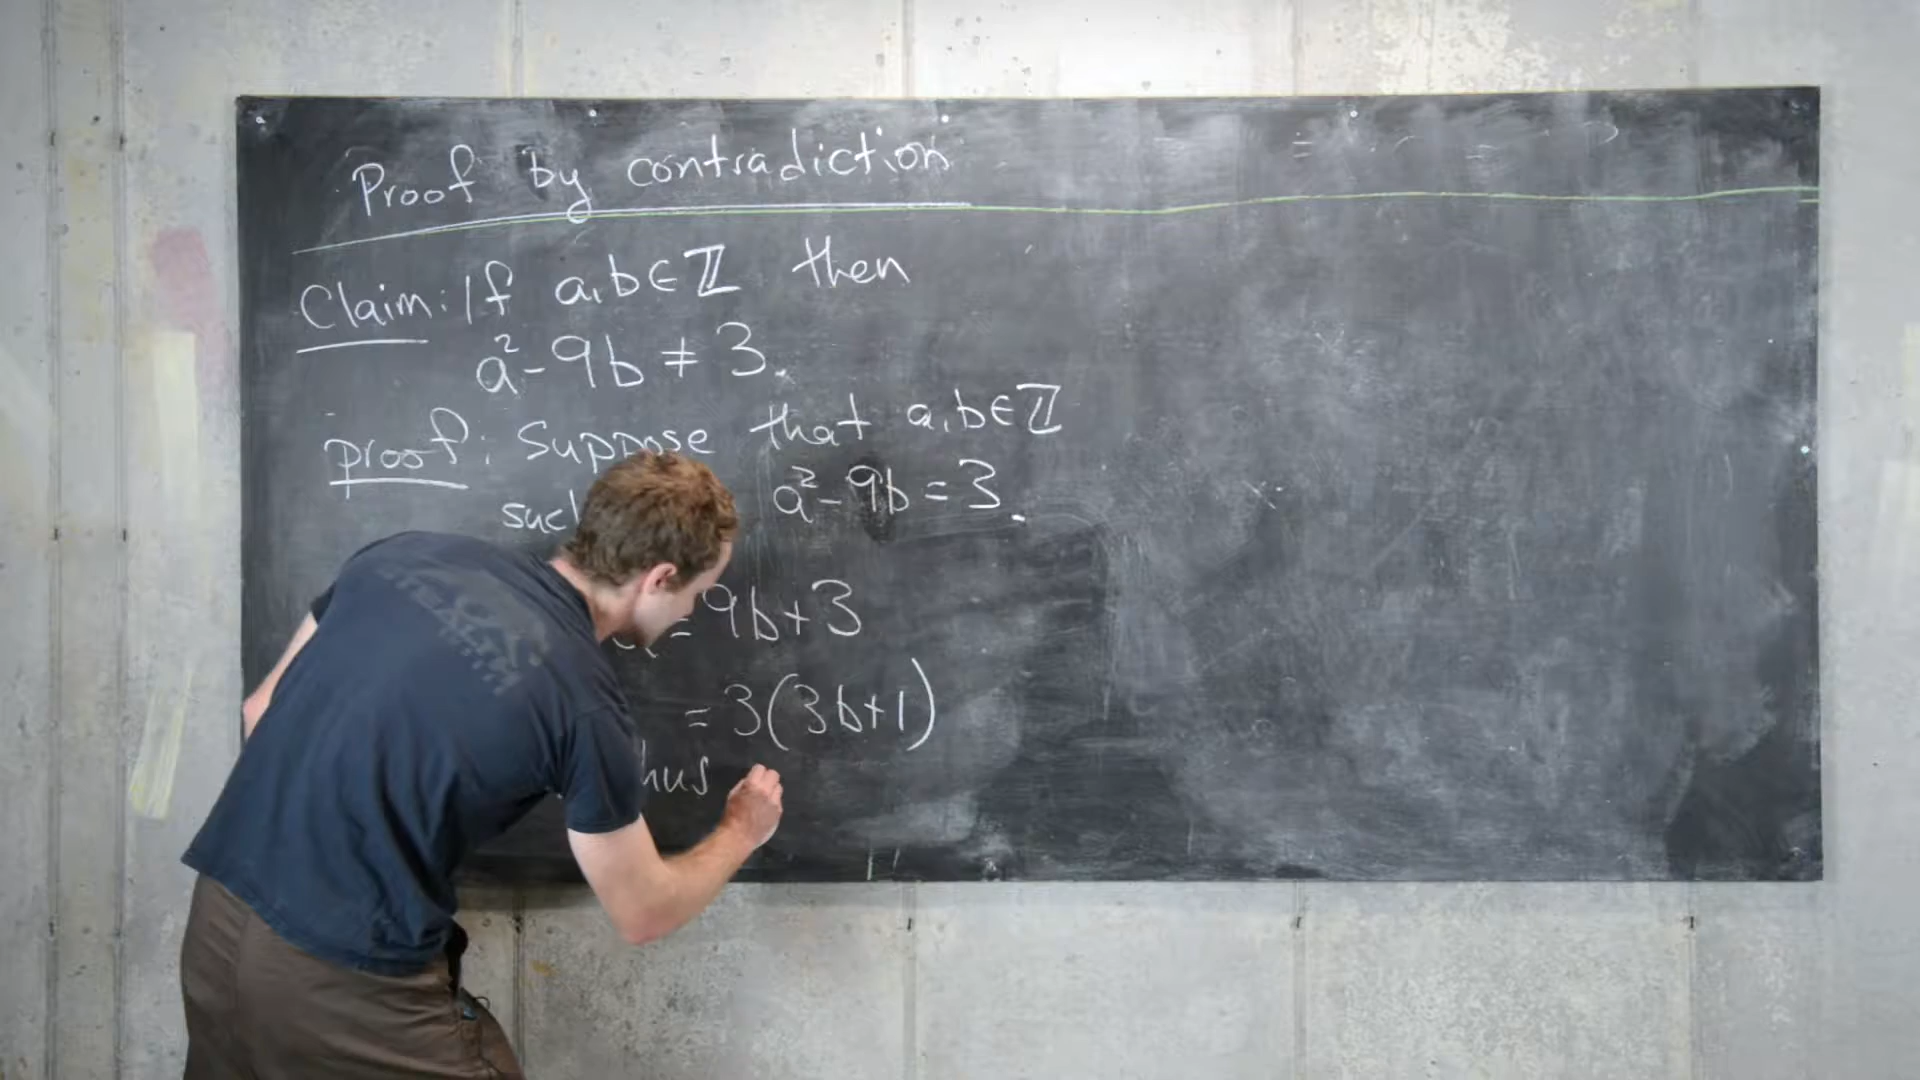 Proof by contradiction
Claim: If a,b∈ℤ then
a²-9b ≠ 3.
proof: Suppose that a,b∈ℤ
a²-9b=3.
=9b+3
=3(3b+1)